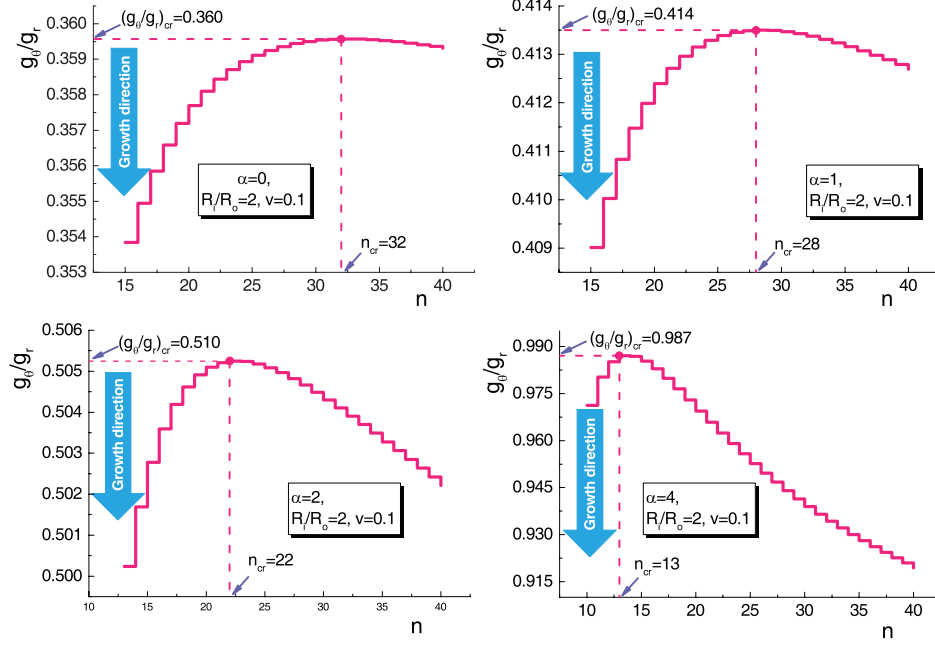 (gθ/gr)cr=0.360
gθ/gr
0.360
0.359
0.357
0.356
0.355
0.354
0.353
Growth direction
α=0,
Ri/Ro=2, v=0.1
ncr=32
15 20 25 30 35 40
n
(gθ/gr)cr=0.414
gθ/gr
0.414
0.413
0.412
0.411
0.410
0.409
Growth direction
α=1,
Ri/Ro=2, v=0.1
ncr=28
15 20 25 30 35 40
n
(gθ/gr)cr=0.510
gθ/gr
0.506
0.505
0.504
0.503
0.502
0.501
0.500
Growth direction
α=2,
Ri/Ro=2, v=0.1
ncr=22
10 15 20 25 30 35 40
n
(gθ/gr)cr=0.987
gθ/gr
0.990
0.975
0.960
0.945
0.930
0.915
Growth direction
α=4,
Ri/Ro=2, v=0.1
ncr=13
10 15 20 25 30 35 40
n